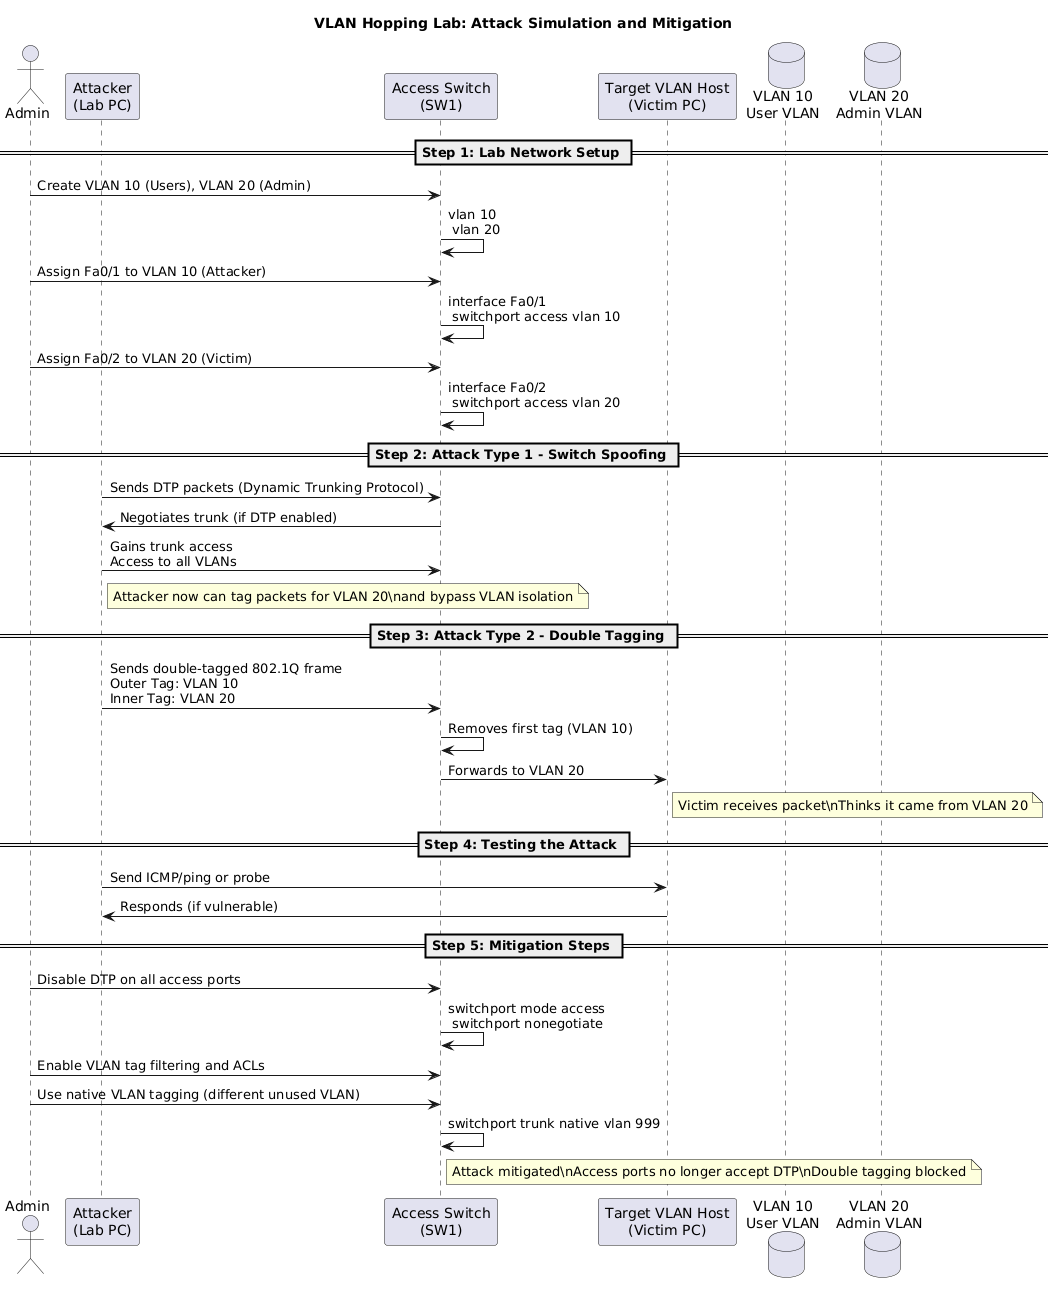 VLAN Hopping Lab: Attack Simulation and Mitigation
Admin
Attacker
(Lab PC)
Access Switch
(SW1)
Target VLAN Host
(Victim PC)
VLAN 10
User VLAN
VLAN 20
Admin VLAN
Step 1: Lab Network Setup
Create VLAN 10 (Users), VLAN 20 (Admin)
vlan 10
vlan 20
Assign Fa0/1 to VLAN 10 (Attacker)
interface Fa0/1
switchport access vlan 10
Assign Fa0/2 to VLAN 20 (Victim)
interface Fa0/2
switchport access vlan 20
Step 2: Attack Type 1 - Switch Spoofing
Sends DTP packets (Dynamic Trunking Protocol)
Negotiates trunk (if DTP enabled)
Gains trunk access
Access to all VLANs
Attacker now can tag packets for VLAN 20\nand bypass VLAN isolation
Step 3: Attack Type 2 - Double Tagging
Sends double-tagged 802.1Q frame
Outer Tag: VLAN 10
Inner Tag: VLAN 20
Removes first tag (VLAN 10)
Forwards to VLAN 20
Victim receives packet\nThinks it came from VLAN 20
Step 4: Testing the Attack
Send ICMP/ping or probe
Responds (if vulnerable)
Step 5: Mitigation Steps
Disable DTP on all access ports
switchport mode access
switchport nonegotiate
Enable VLAN tag filtering and ACLs
Use native VLAN tagging (different unused VLAN)
switchport trunk native vlan 999
Attack mitigated\nAccess ports no longer accept DTP\nDouble tagging blocked
Admin
Attacker
(Lab PC)
Access Switch
(SW1)
Target VLAN Host
(Victim PC)
VLAN 10
User VLAN
VLAN 20
Admin VLAN